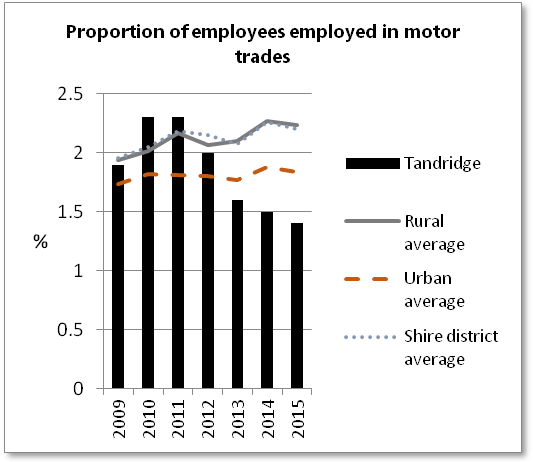 Proportion of employees employed in motor
trades
2.5
2
1.5
1
0.5
0
%
2009
2010
2011
2012
2013
2014
2015
Tandridge
Rural
average
Urban
average
Shire district
average